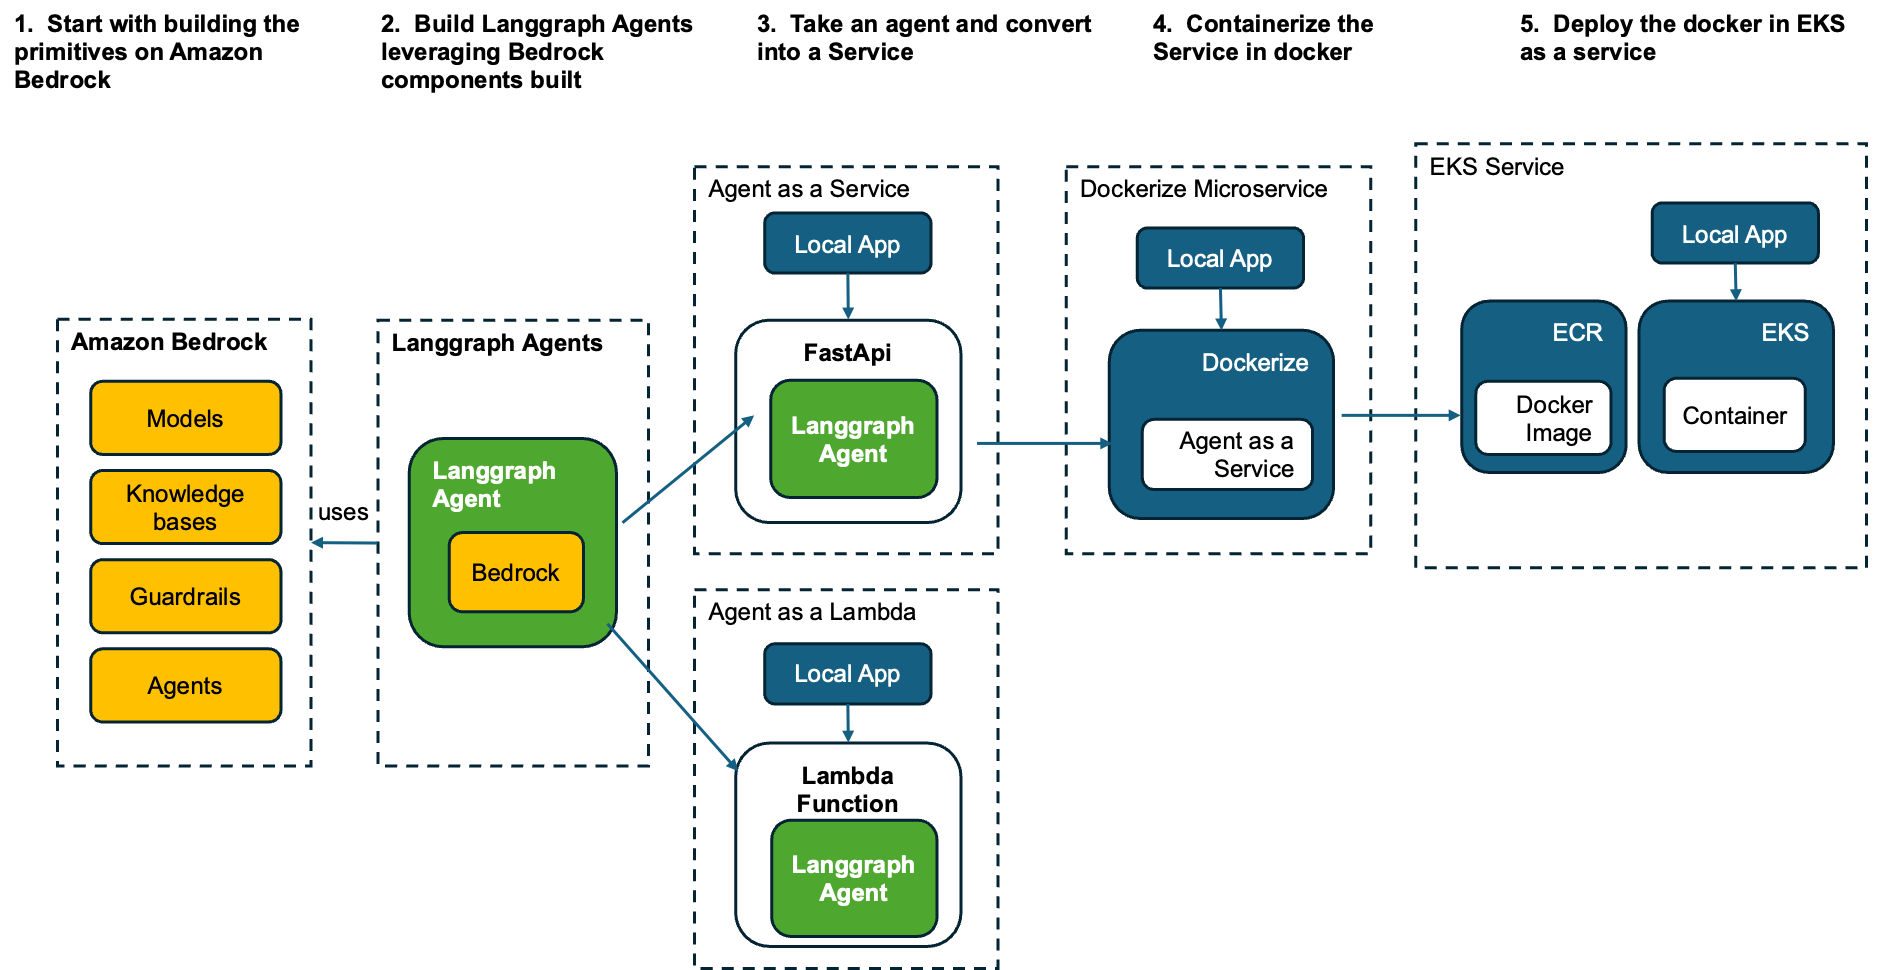 1.  Start with building the
primitives on Amazon
Bedrock
2.  Build Langgraph Agents
leveraging Bedrock
components built
3.  Take an agent and convert
into a Service
4.  Containerize the
Service in docker
5.  Deploy the docker in EKS
as a service
Amazon Bedrock
Models
Knowledge
bases
Guardrails
Agents
uses
Langgraph Agents
Langgraph
Agent
Bedrock
Agent as a Service
Local App
FastApi
Langgraph
Agent
Agent as a Lambda
Local App
Lambda
Function
Langgraph
Agent
Dockerize Microservice
Local App
Dockerize
Agent as a
Service
EKS Service
Local App
ECR
Docker
Image
EKS
Container